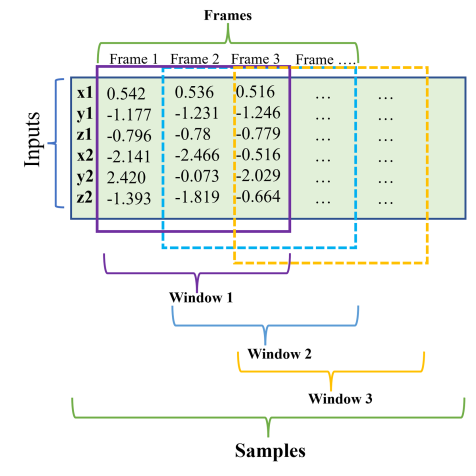 Frames
Frame 1 Frame 2 Frame 3 Frame ….
Inputs
x1 0.542 0.536 0.516 … …
y1 -1.177 -1.231 -1.246 … …
z1 -0.796 -0.78 -0.779 … …
x2 -2.141 -2.466 -0.516 … …
y2 2.420 -0.073 -2.029 … …
z2 -1.393 -1.819 -0.664 … …
Window 1
Window 2
Window 3
Samples